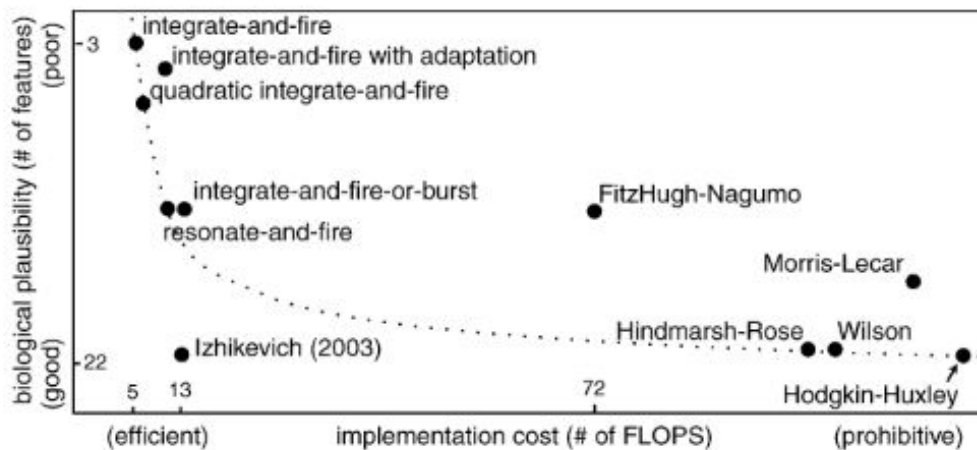 biological plausibility (# of features)
(poor)
(good)
3
22
integrate-and-fire
integrate-and-fire with adaptation
quadratic integrate-and-fire
integrate-and-fire-or-burst
resonate-and-fire
FitzHugh-Nagumo
Morris-Lecar
Hindmarsh-Rose
Wilson
Izhikevich (2003)
Hodgkin-Huxley
5
13
72
(efficient)
implementation cost (# of FLOPS)
(prohibitive)